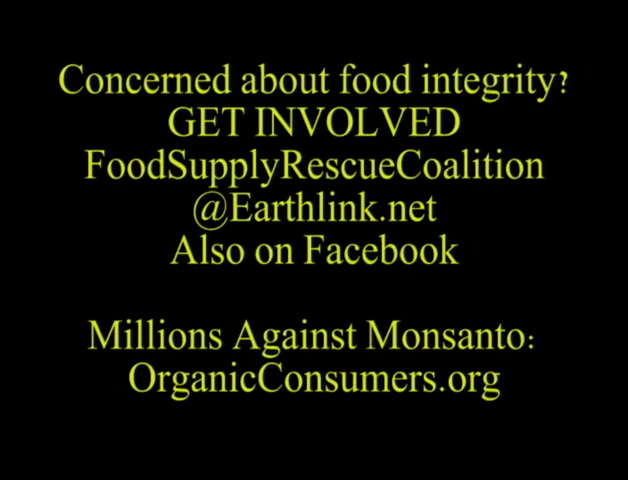 Concerned about food integrity?
GET INVOLVED
FoodSupplyRescueCoalition
@Earthlink.net
Also on Facebook
Millions Against Monsanto:
OrganicConsumers.org